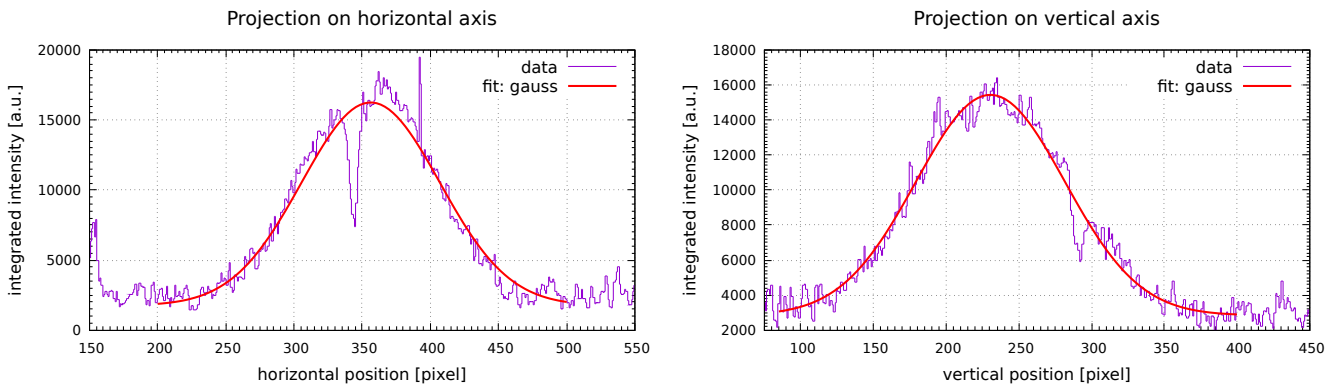 Projection on horizontal axis
20000
15000
10000
5000
0
integrated intensity [a.u.]
data
fit: gauss
150 200 250 300 350 400 450 500 550
horizontal position [pixel]
Projection on vertical axis
18000
16000
14000
12000
10000
8000
6000
4000
2000
integrated intensity [a.u.]
data
fit: gauss
100 150 200 250 300 350 400 450
vertical position [pixel]